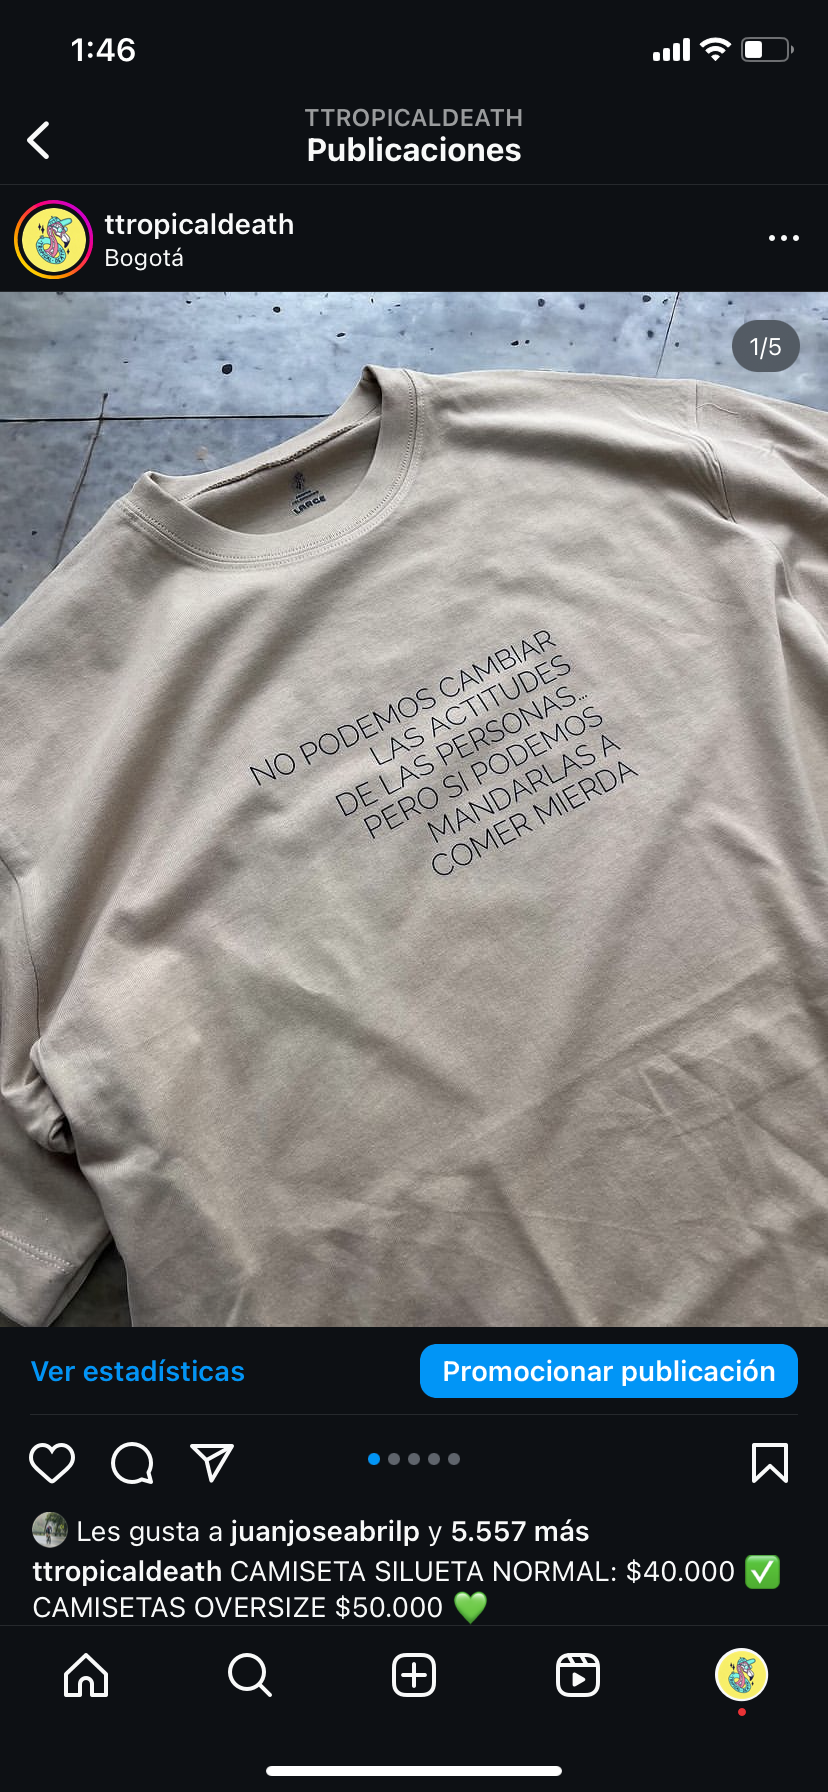 1:46
TTROPICALDEATH
Publicaciones
ttropicaldeath
Bogotá
1/5
LARGE
NO PODEMOS CAMBIAR
LAS ACTITUDES
DE LAS PERSONAS...
PERO SI PODEMOS
MANDARLAS A
COMER MIERDA
Ver estadísticas
Promocionar publicación
Les gusta a juanjoseabrilp y 5.557 más
ttropicaldeath CAMISETA SILUETA NORMAL: $40.000 ✅
CAMISETAS OVERSIZE $50.000 💚